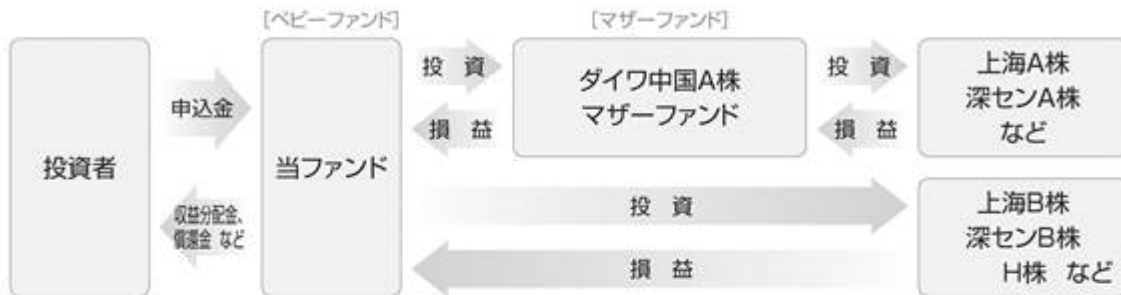 [ベビーファンド]
[マザーファンド]
投資者
申込金
収益分配金、
償還金 など
当ファンド
投 資
損 益
ダイワ中国A株
マザーファンド
投 資
損 益
上海A株
深センA株
など
投 資
損 益
上海B株
深センB株
H株 など